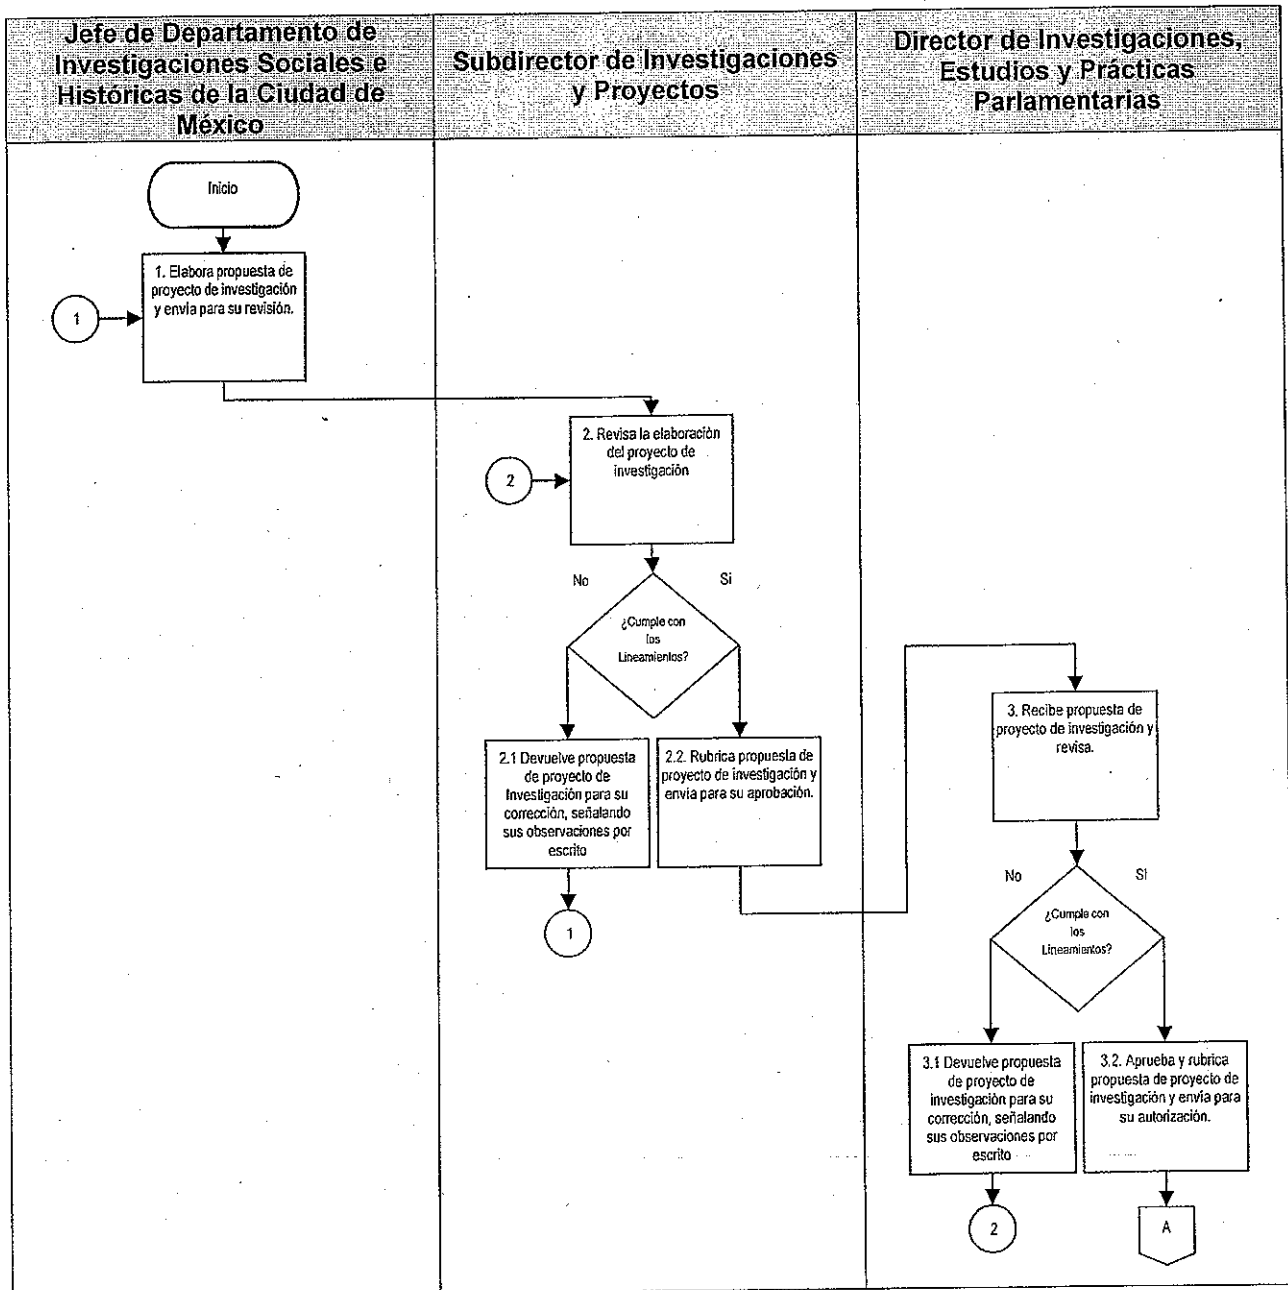 Jefe de Departamento de
Investigaciones Sociales e
Históricas de la Ciudad de
México
Subdirector de Investigaciones
y Proyectos
Director de Investigaciones,
Estudios y Prácticas
Parlamentarias
Inicio
1. Elabora propuesta de
proyecto de investigación
y envia para su revisión.
1
2. Revisa la elaboración
del proyecto de
investigación
2
No
Si
¿Cumple con
los
Lineamientos?
2.1 Devuelve propuesta
de proyecto de
Investigación para su
corrección, señalando
sus observaciones por
escrito
2.2. Rubrica propuesta de
proyecto de investigación y
envia para su aprobación.
1
3. Recibe propuesta de
proyecto de investigación y
revisa.
No
Si
¿Cumple con
los
Lineamientos?
3.1 Devuelve propuesta
de proyecto de
investigación para su
corrección, señalando
sus observaciones por
escrito
3.2. Aprueba y rubrica
propuesta de proyecto de
investigación y envia para
su autorización.
2
A